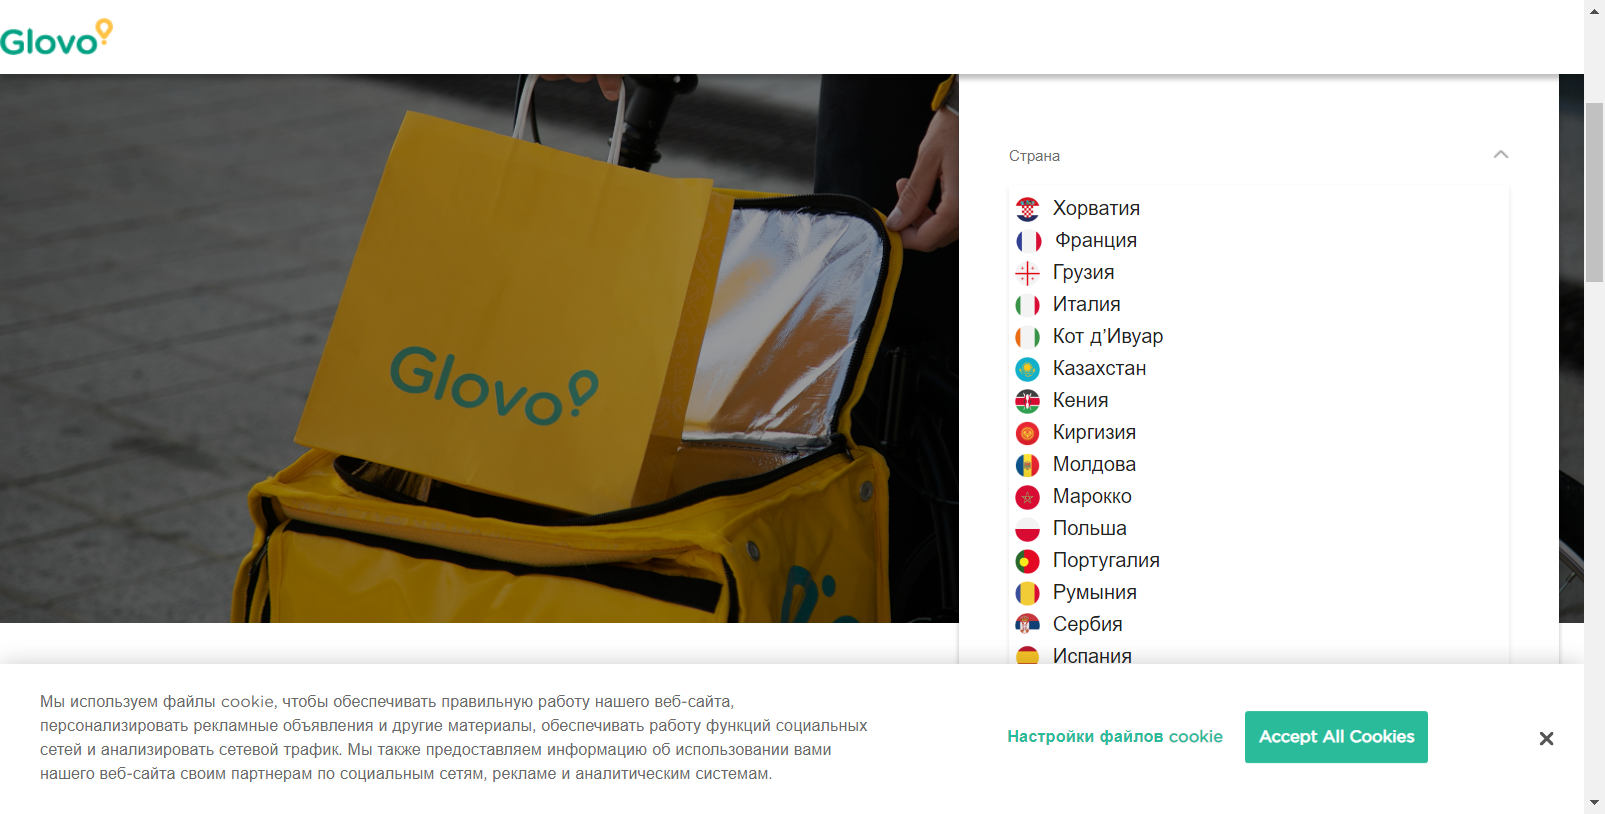 Glovo
Glovo
Страна
Хорватия
Франция
Грузия
Италия
Кот д’Ивуар
Казахстан
Кения
Киргизия
Молдова
Марокко
Польша
Португалия
Румыния
Сербия
Испания
Мы используем файлы cookie, чтобы обеспечивать правильную работу нашего веб-сайта,
персонализировать рекламные объявления и другие материалы, обеспечивать работу функций социальных
сетей и анализировать сетевой трафик. Мы также предоставляем информацию об использовании вами
нашего веб-сайта своим партнерам по социальным сетям, рекламе и аналитическим системам.
Настройки файлов cookie
Accept All Cookies